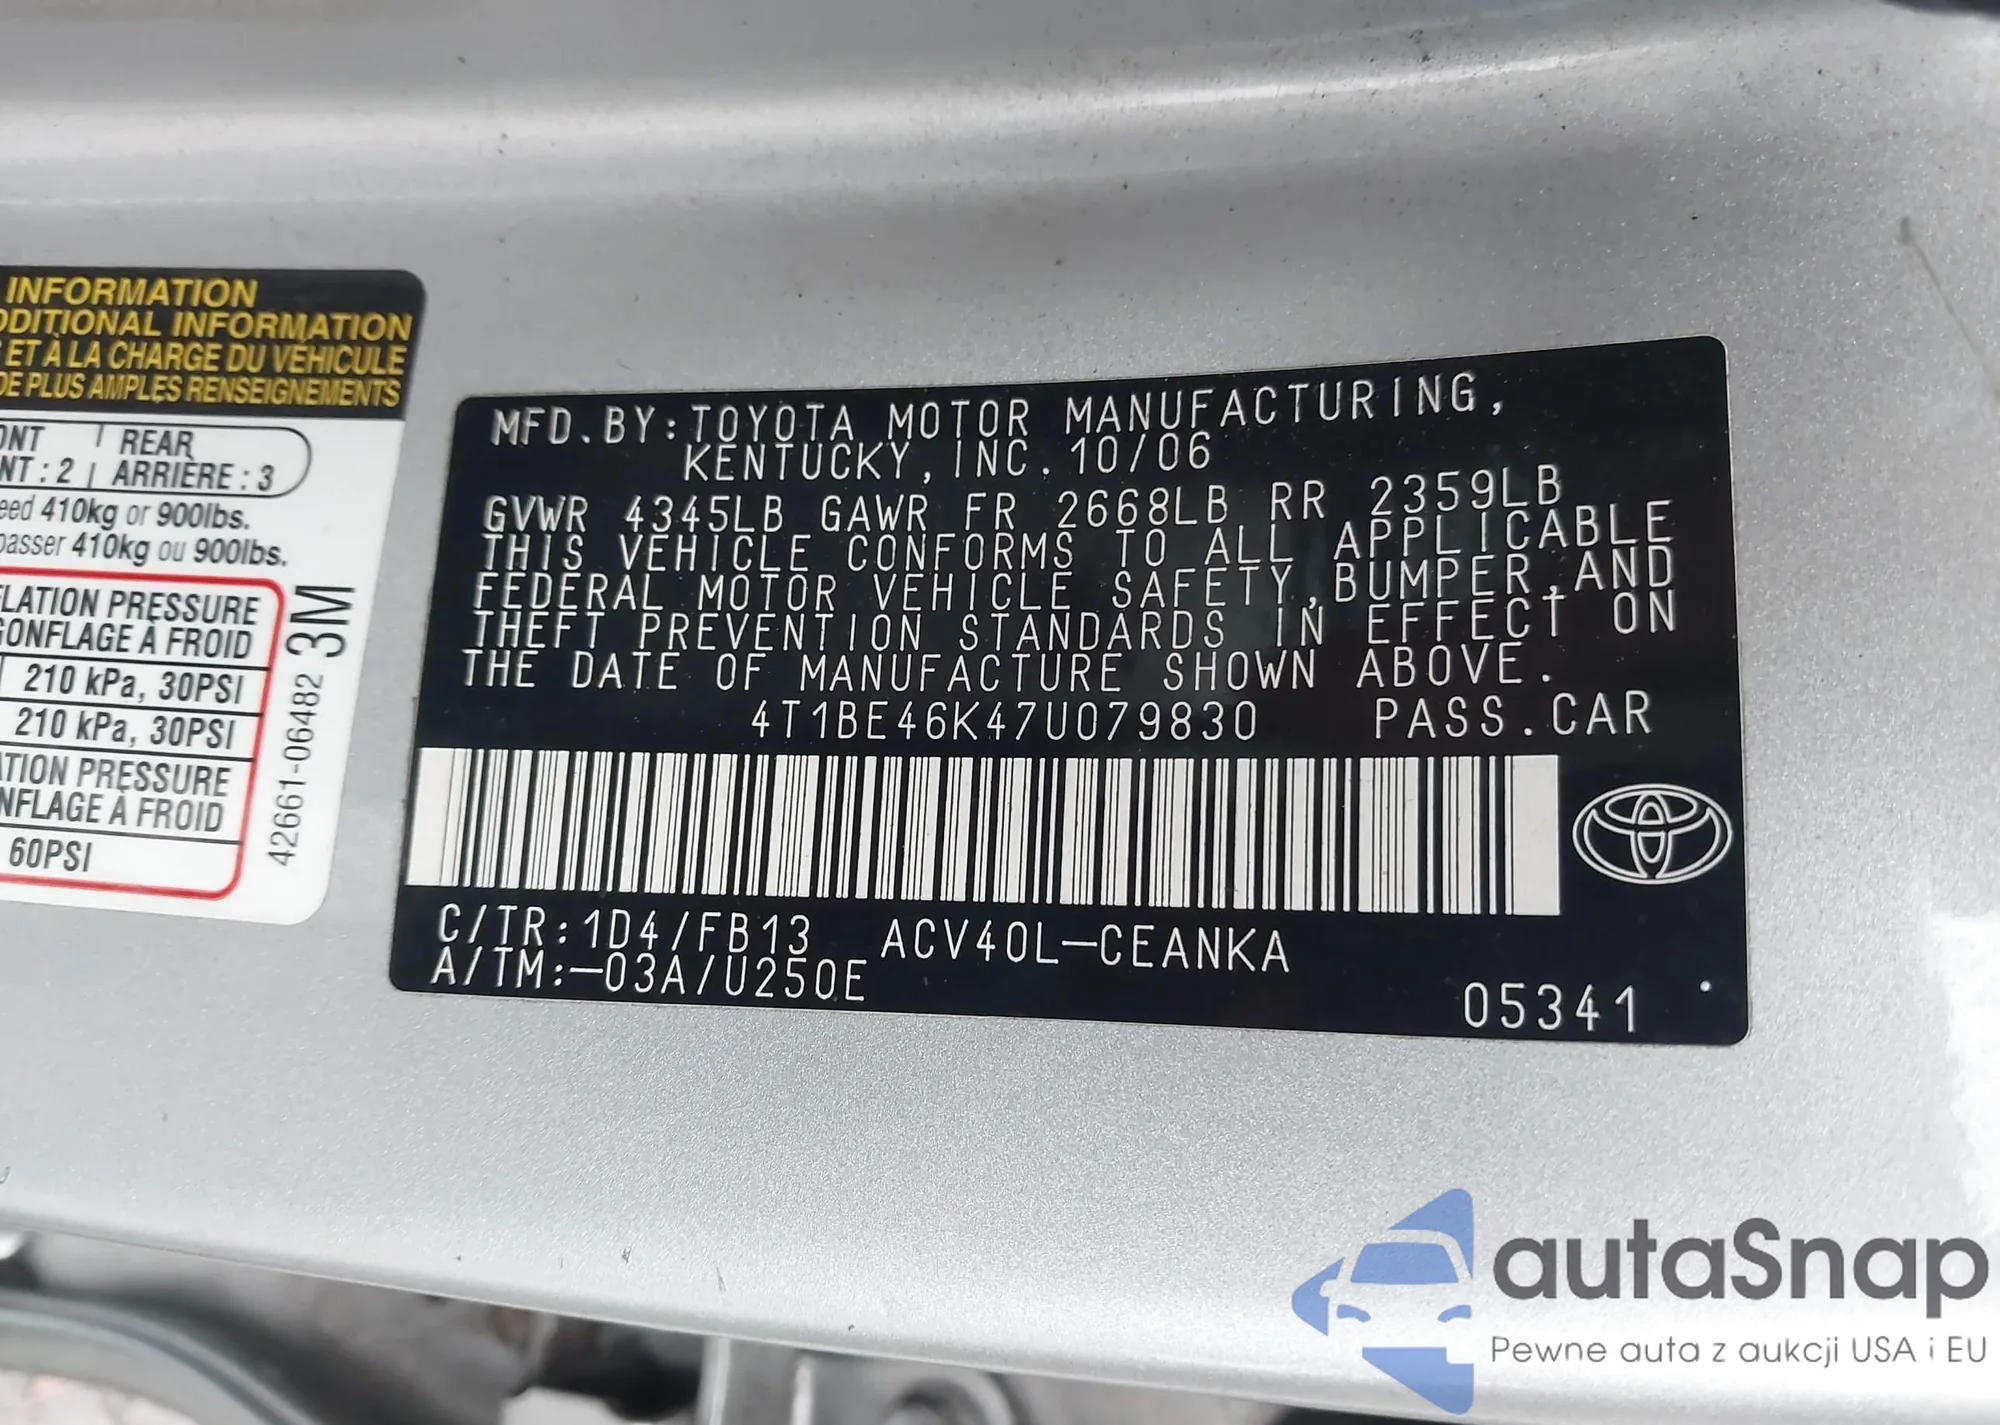 INFORMATION
DDITIONAL INFORMATION
ET À LA CHARGE DU VÉHICULE
DE PLUS AMPLES RENSEIGNEMENTS
ONT | REAR
NT : 2 | ARRIÈRE : 3
eed 410kg or 900lbs.
passer 410kg ou 900lbs.
FLATION PRESSURE
GONFLAGE À FROID
210 kPa, 30PSI
210 kPa, 30PSI
ATION PRESSURE
NFLAGE À FROID
60PSI
42661-06482 3M
MFD.BY:TOYOTA MOTOR MANUFACTURING,
KENTUCKY,INC.10/06
GVWR 4345LB GAWR FR 2668LB RR 2359LB
THIS VEHICLE CONFORMS TO ALL APPLICABLE
FEDERAL MOTOR VEHICLE SAFETY,BUMPER,AND
THEFT PREVENTION STANDARDS IN EFFECT ON
THE DATE OF MANUFACTURE SHOWN ABOVE.
4T1BE46K47U079830 PASS.CAR
C/TR:1D4/FB13 ACV40L-CEANKA
A/TM:-03A/U250E
05341
autaSnap
Pewne auta z aukcji USA i EU